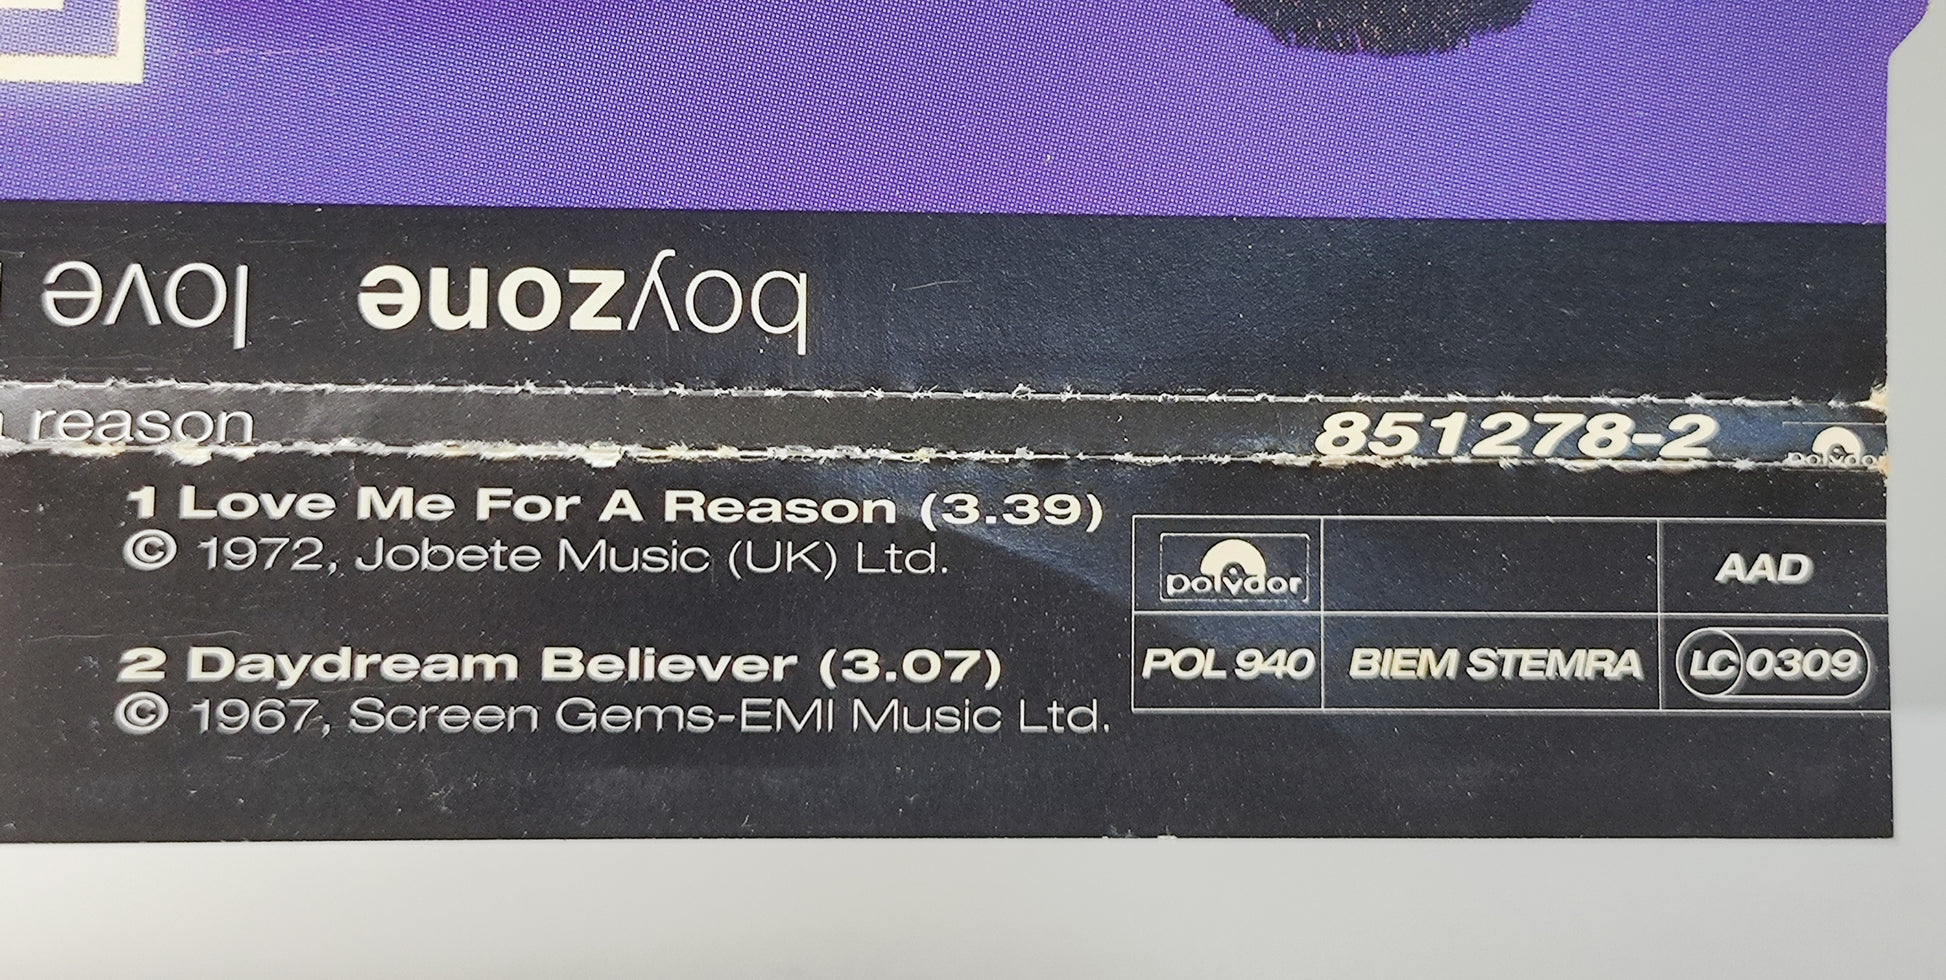 boyzone love
reason 851278-2 polydor
1 Love Me For A Reason (3.39)
© 1972, Jobete Music (UK) Ltd.
2 Daydream Believer (3.07)
© 1967, Screen Gems-EMI Music Ltd.
polydor AAD
POL 940 BIEM STEMRA LC 0309